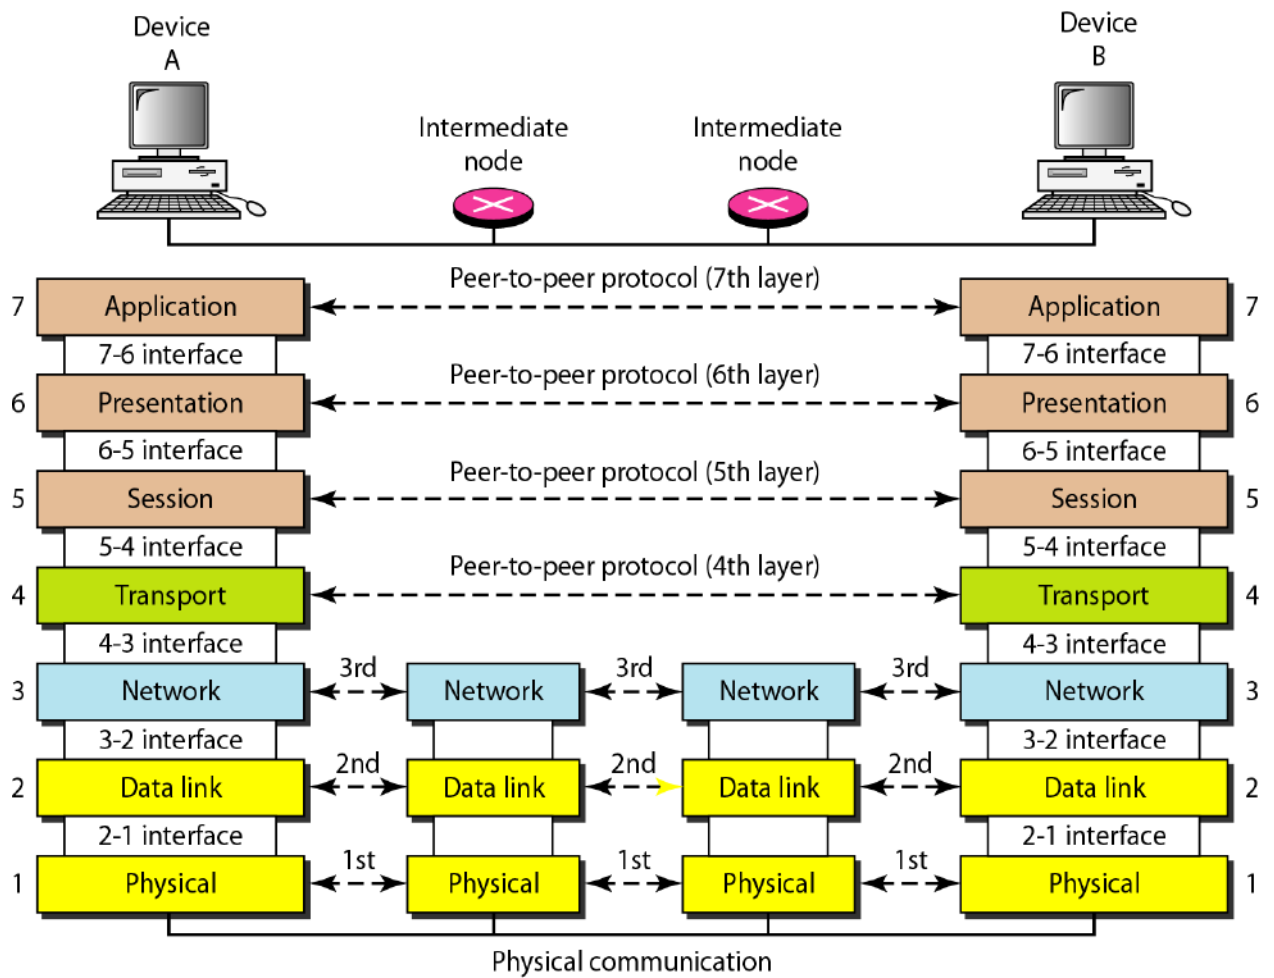 Device
A
Device
B
Intermediate
node
Intermediate
node
Peer-to-peer protocol (7th layer)
7 Application Application 7
7-6 interface 7-6 interface
Peer-to-peer protocol (6th layer)
6 Presentation Presentation 6
6-5 interface 6-5 interface
Peer-to-peer protocol (5th layer)
5 Session Session 5
5-4 interface 5-4 interface
Peer-to-peer protocol (4th layer)
4 Transport Transport 4
4-3 interface 4-3 interface
3rd 3rd 3rd
3 Network Network Network Network 3
3-2 interface 3-2 interface
2nd 2nd 2nd
2 Data link Data link Data link Data link 2
2-1 interface 2-1 interface
1st 1st 1st
1 Physical Physical Physical Physical 1
Physical communication